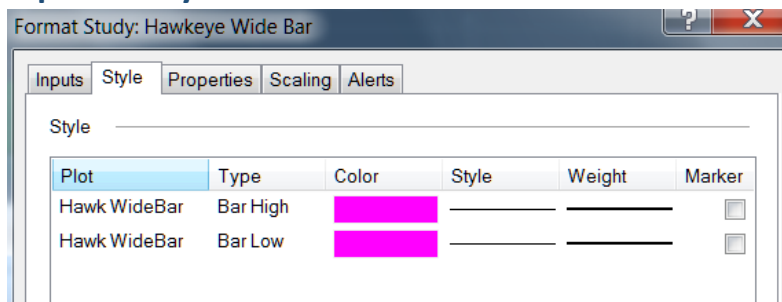 Format Study: Hawkeye Wide Bar
Inputs Style Properties Scaling Alerts
Style
Plot Type Color Style Weight Marker
Hawk WideBar Bar High
Hawk WideBar Bar Low